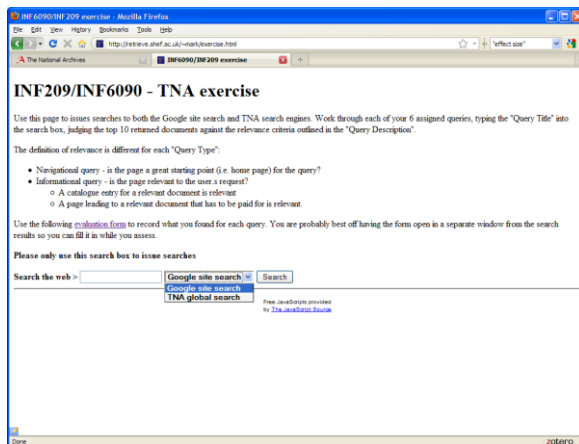 INF6090/INF209 exercise - Mozilla Firefox
File Edit View History Bookmarks Tools Help
http://retrieve.shef.ac.uk/~mark/exercise.html "effect size"
The National Archives INF6090/INF209 exercise
INF209/INF6090 - TNA exercise
Use this page to issues searches to both the Google site search and TNA search engines. Work through each of your 6 assigned queries, typing the "Query Title" into
the search box, judging the top 10 returned documents against the relevance criteria outlined in the "Query Description".
The definition of relevance is different for each "Query Type":
Navigational query - is the page a great starting point (i.e. home page) for the query?
Informational query - is the page relevant to the user.s request?
A catalogue entry for a relevant document is relevant
A page leading to a relevant document that has to be paid for is relevant.
Use the following evaluation form to record what you found for each query. You are probably best off having the form open in a separate window from the search
results so you can fill it in while you assess.
Please only use this search box to issue searches
Search the web > Google site search Search
Google site search
TNA global search
Free JavaScripts provided
by The JavaScript Source
Done zotero